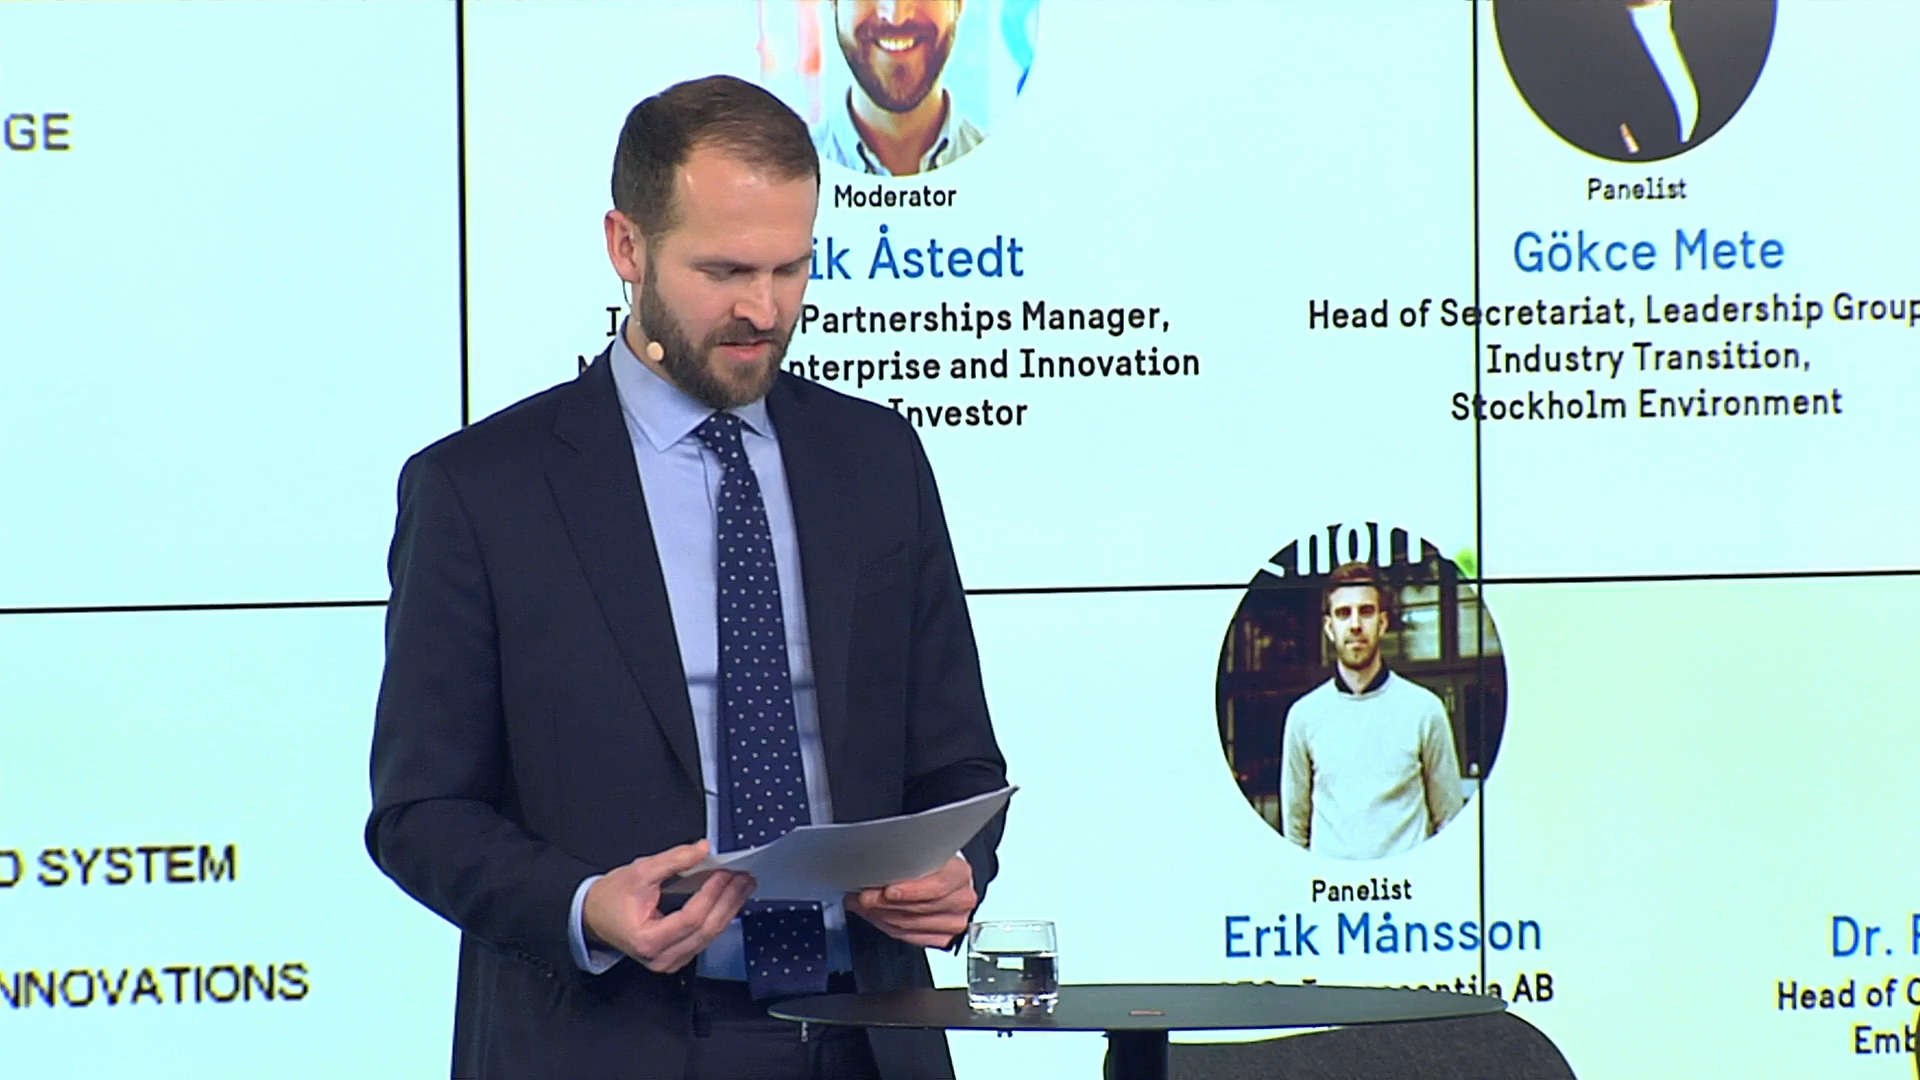 GE
Moderator
ik Åstedt
Partnerships Manager,
nterprise and Innovation
Investor
Panelist
Gökce Mete
Head of Secretariat, Leadership Group
Industry Transition,
Stockholm Environment
Panelist
Erik Månsson
AB
Dr.
Head of
Emb
SYSTEM
NNOVATIONS